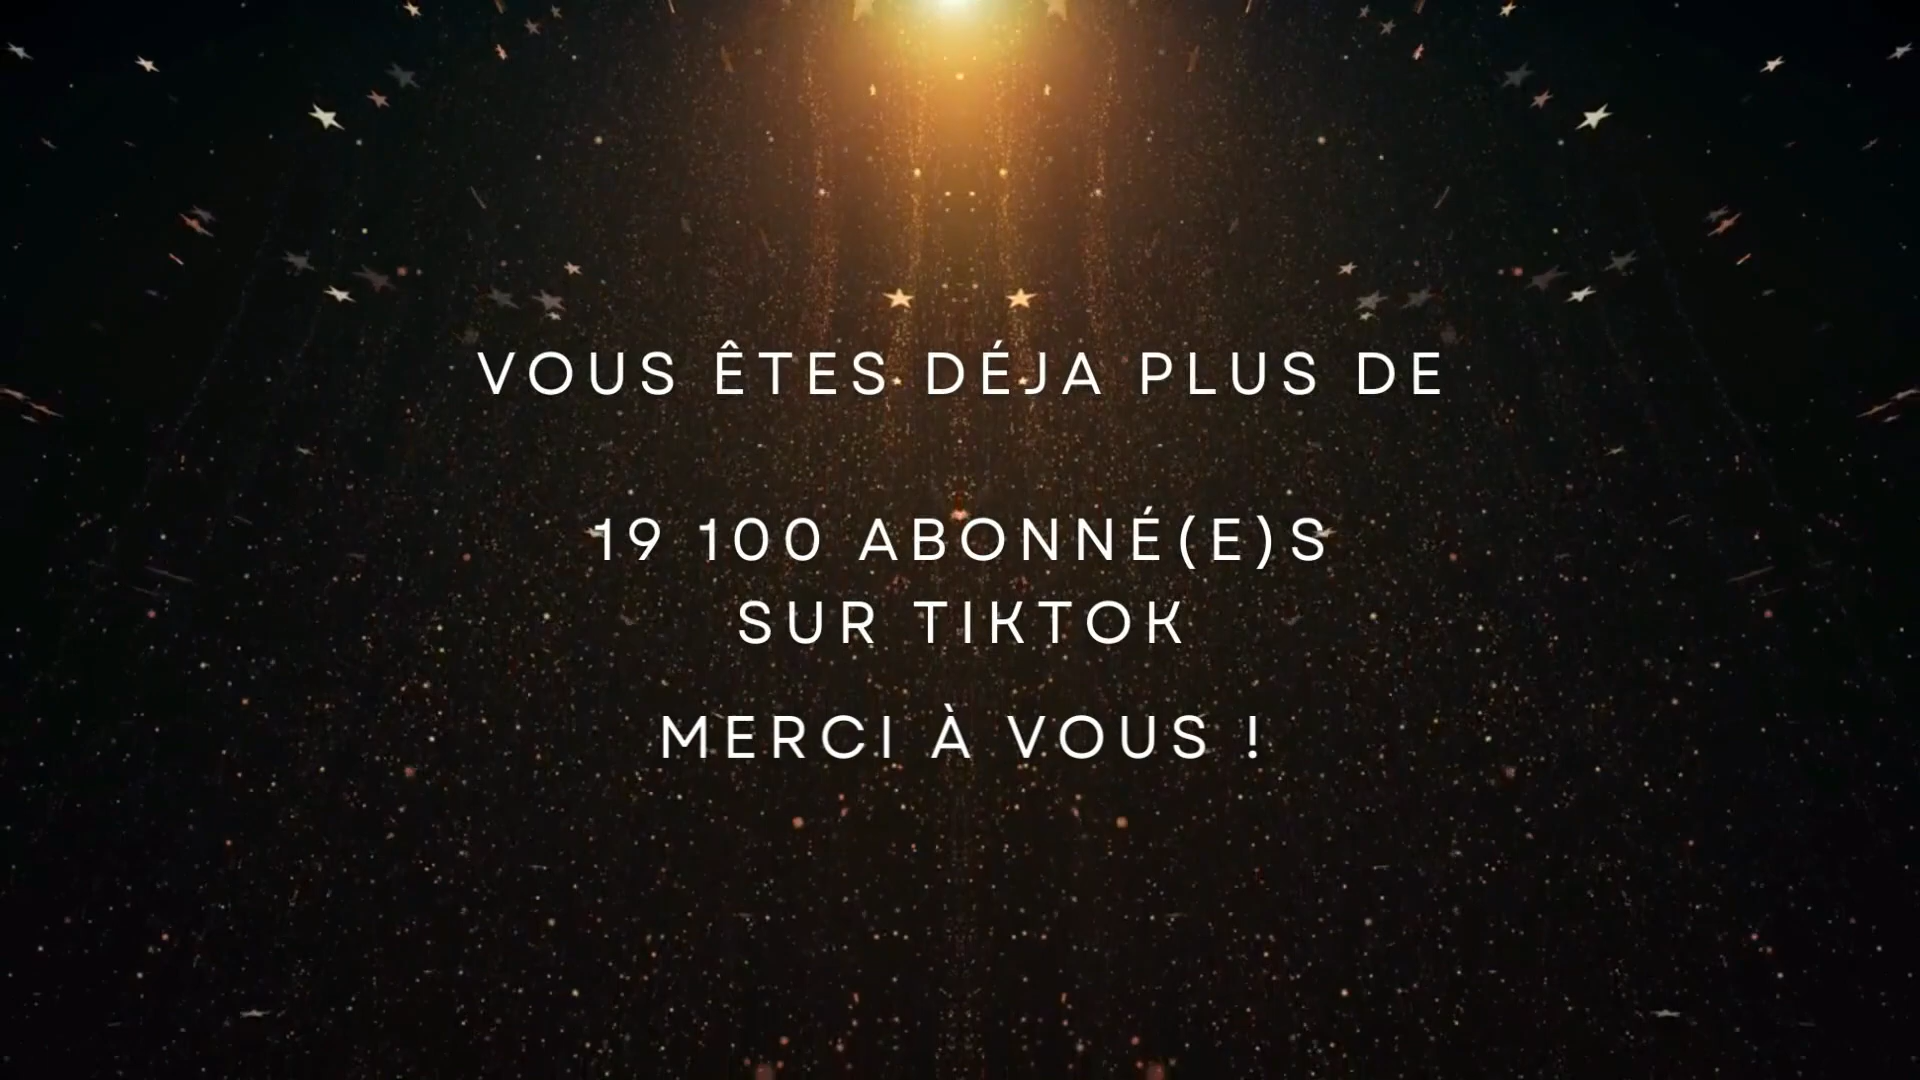 VOUS ÊTES DÉJA PLUS DE
19 100 ABONNÉ(E)S
SUR TIKTOK
MERCI À VOUS !